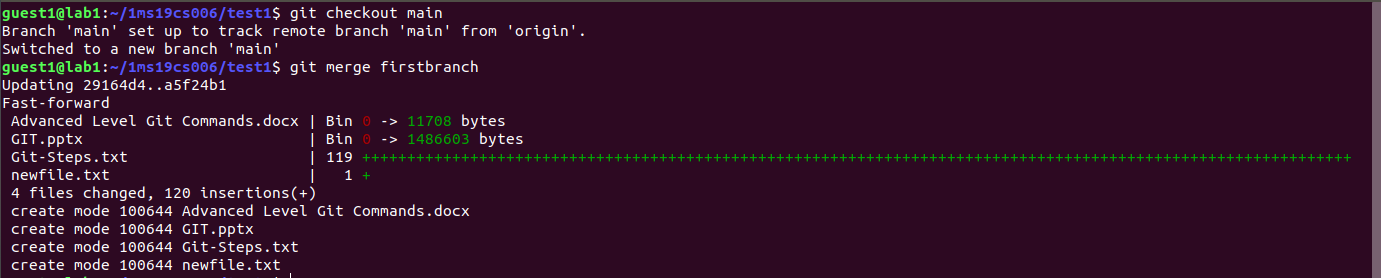 guest1@lab1:~/1ms19cs006/test1$ git checkout main
Branch 'main' set up to track remote branch 'main' from 'origin'.
Switched to a new branch 'main'
guest1@lab1:~/1ms19cs006/test1$ git merge firstbranch
Updating 29164d4..a5f24b1
Fast-forward
 Advanced Level Git Commands.docx | Bin 0 -> 11708 bytes
 GIT.pptx                         | Bin 0 -> 1486603 bytes
 Git-Steps.txt                    | 119 ++++++++++++++++++++++++++++++++++++++++++++++++++++++++++++++++++++++++++++++++++++++++++++++++++++++++++++++
 newfile.txt                      |   1 +
 4 files changed, 120 insertions(+)
 create mode 100644 Advanced Level Git Commands.docx
 create mode 100644 GIT.pptx
 create mode 100644 Git-Steps.txt
 create mode 100644 newfile.txt